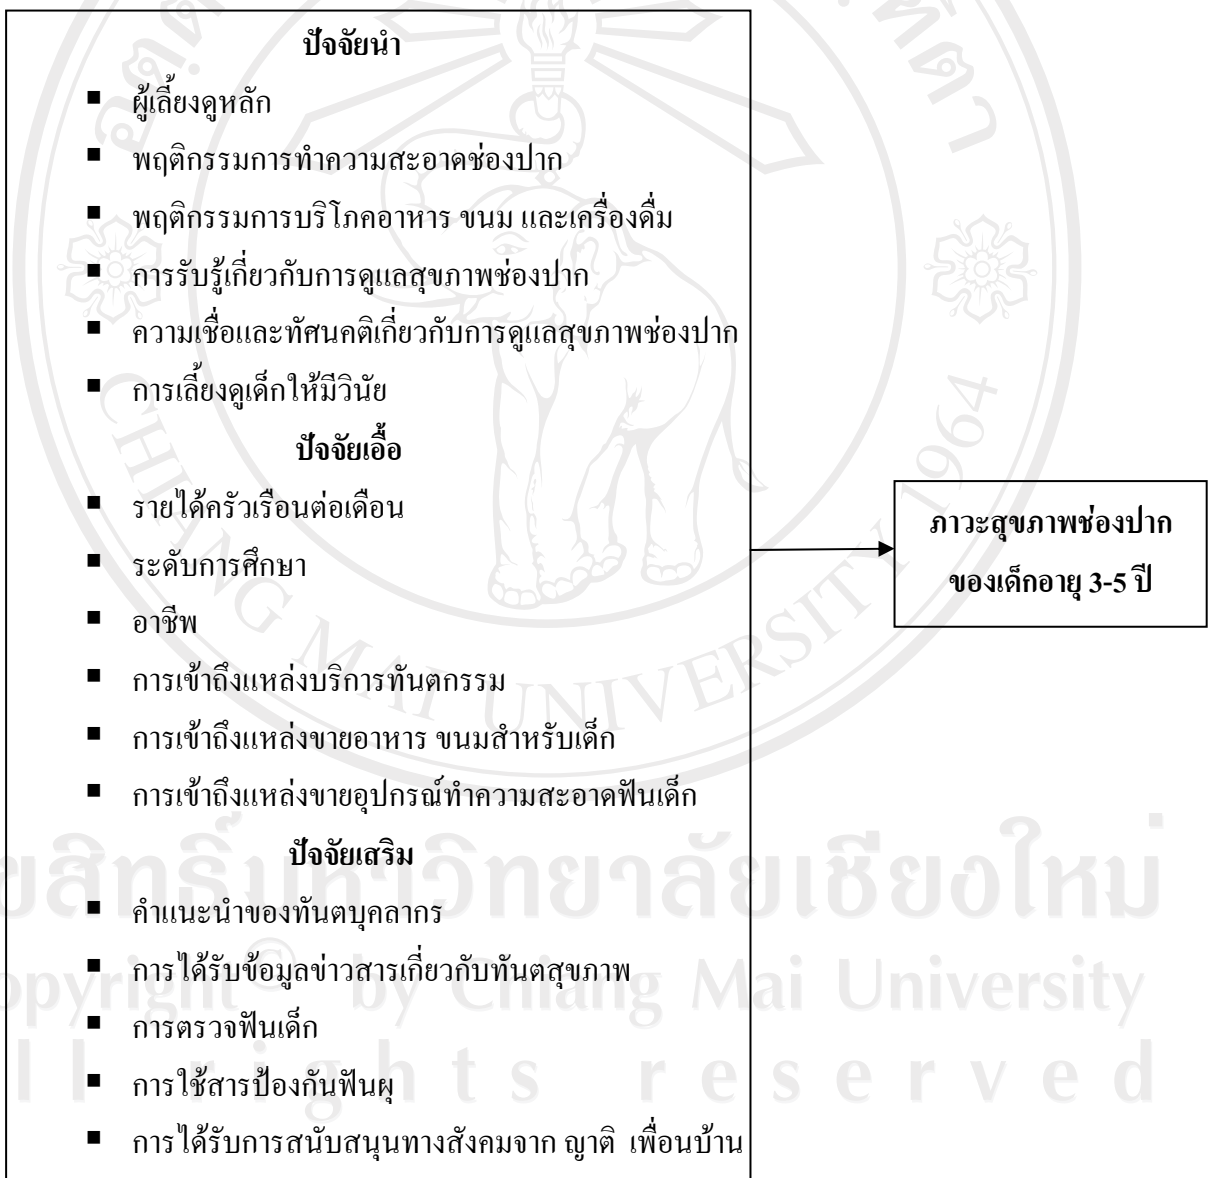 ปัจจัยนำ
▪ ผู้เลี้ยงดูหลัก
▪ พฤติกรรมการทำความสะอาดช่องปาก
▪ พฤติกรรมการบริโภคอาหาร ขนม และเครื่องดื่ม
▪ การรับรู้เกี่ยวกับการดูแลสุขภาพช่องปาก
▪ ความเชื่อและทัศนคติเกี่ยวกับการดูแลสุขภาพช่องปาก
▪ การเลี้ยงดูเด็กให้มีวินัย
ปัจจัยเอื้อ
▪ รายได้ครัวเรือนต่อเดือน
▪ ระดับการศึกษา
▪ อาชีพ
▪ การเข้าถึงแหล่งบริการทันตกรรม
▪ การเข้าถึงแหล่งขายอาหาร ขนมสำหรับเด็ก
▪ การเข้าถึงแหล่งขายอุปกรณ์ทำความสะอาดฟันเด็ก
ปัจจัยเสริม
▪ คำแนะนำของทันตบุคลากร
▪ การได้รับข้อมูลข่าวสารเกี่ยวกับทันตสุขภาพ
▪ การตรวจฟันเด็ก
▪ การใช้สารป้องกันฟันผุ
▪ การได้รับการสนับสนุนทางสังคมจาก ญาติ เพื่อนบ้าน
ภาวะสุขภาพช่องปาก
ของเด็กอายุ 3-5 ปี
CHIANG MAI UNIVERSITY 1964
ขสิทธิ์มหาวิทยาลัยเชียงใหม่
opyright© by Chiang Mai University
ll rights reserved